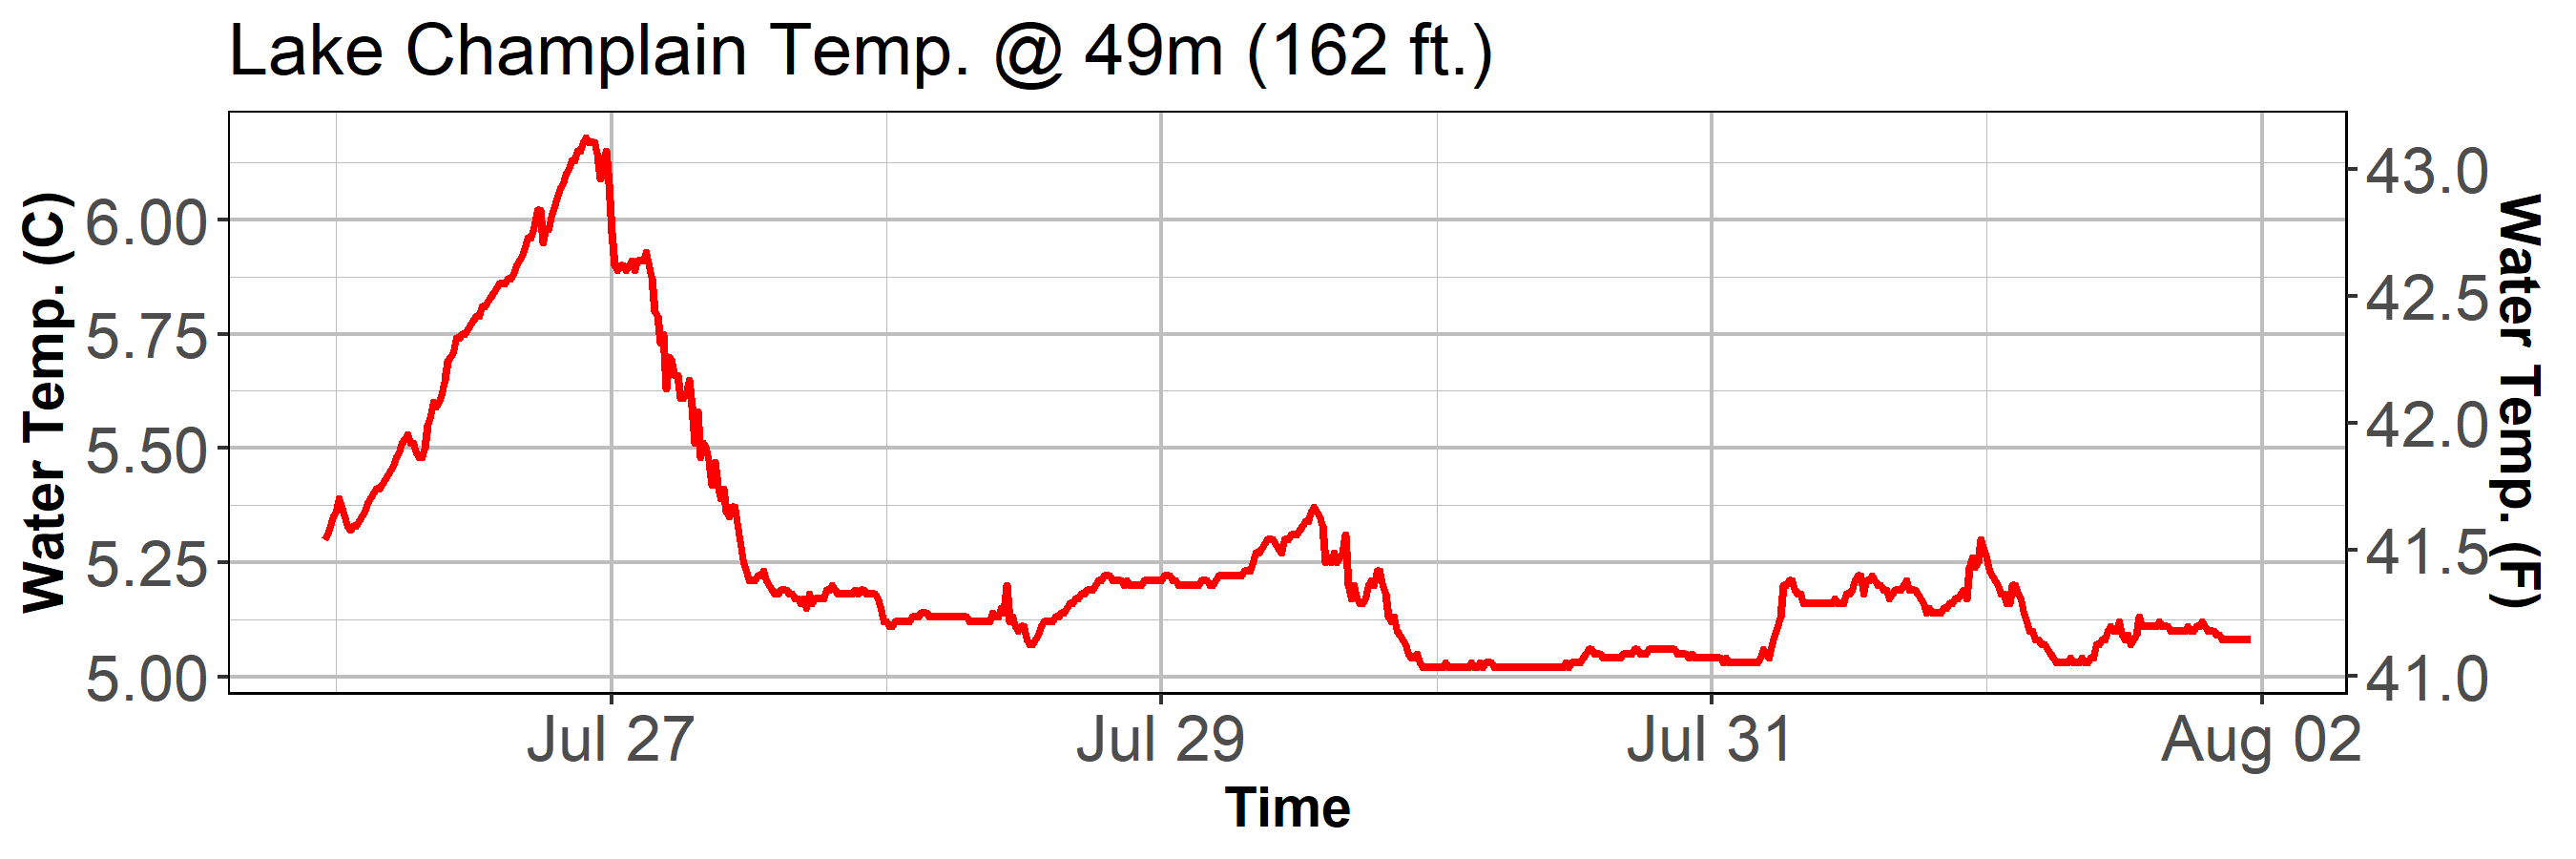 Lake Champlain Temp. @ 49m (162 ft.)
Water Temp. (C)
6.00
5.75
5.50
5.25
5.00
43.0
42.5
42.0
41.5
41.0
Water Temp. (F)
Jul 27
Jul 29
Jul 31
Aug 02
Time